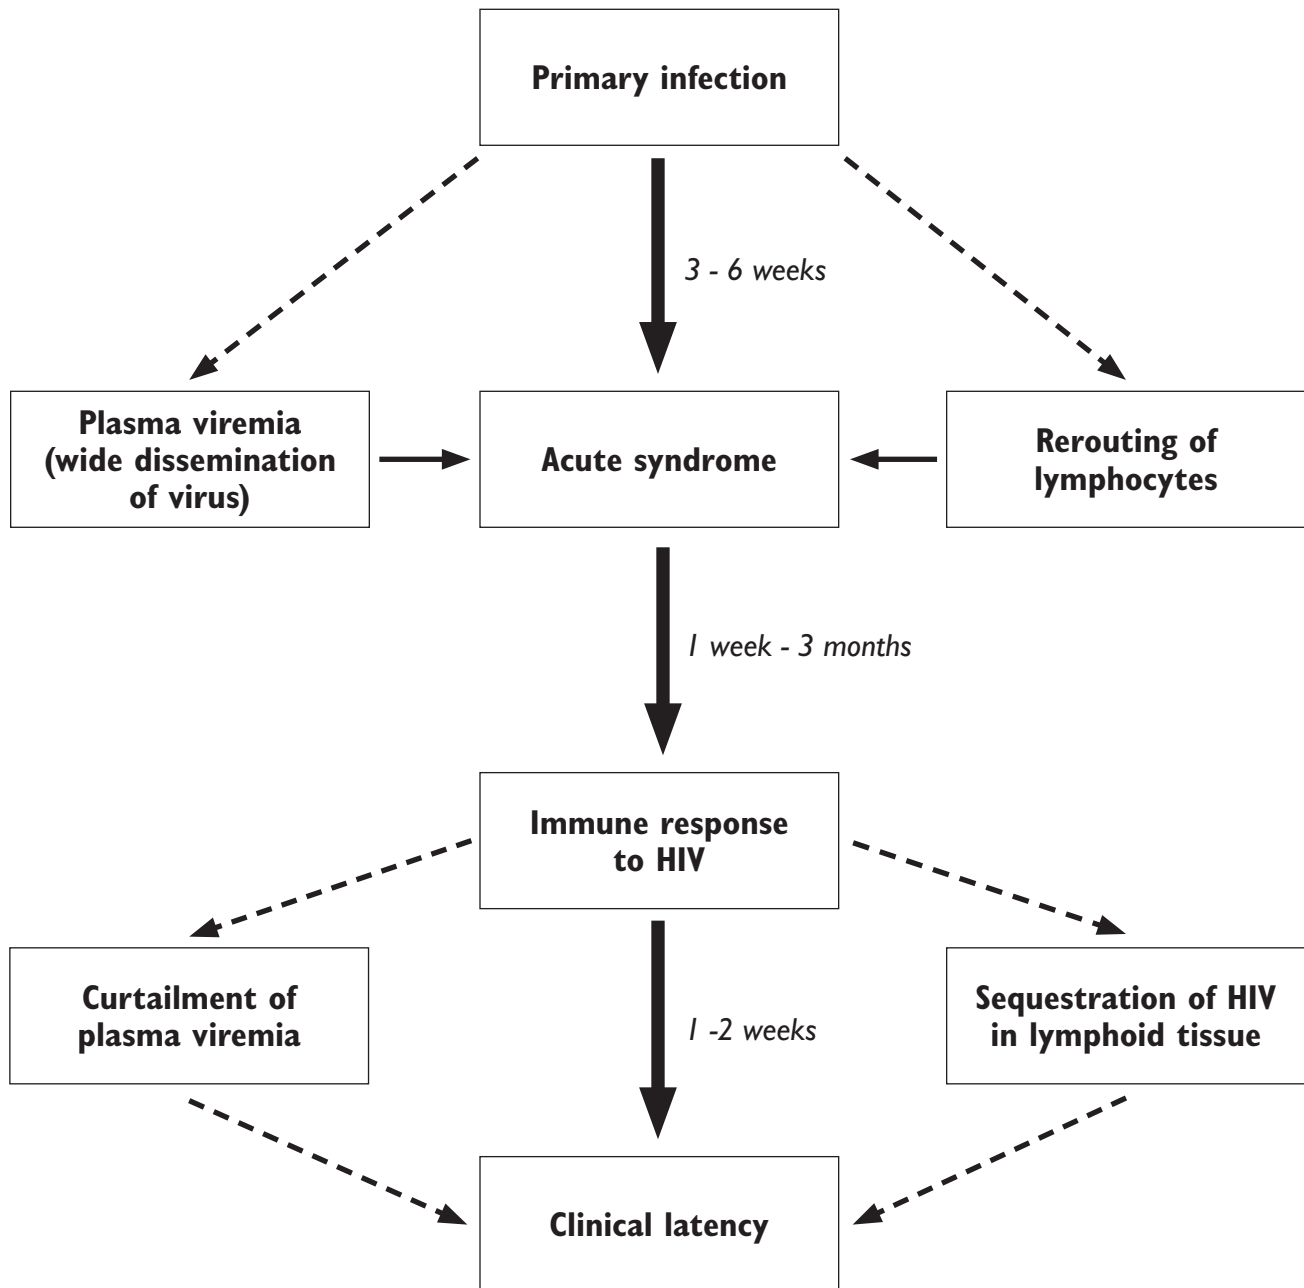 Primary infection
3 - 6 weeks
Plasma viremia
(wide dissemination
of virus)
Acute syndrome
Rerouting of
lymphocytes
1 week - 3 months
Immune response
to HIV
Curtailment of
plasma viremia
1 -2 weeks
Sequestration of HIV
in lymphoid tissue
Clinical latency